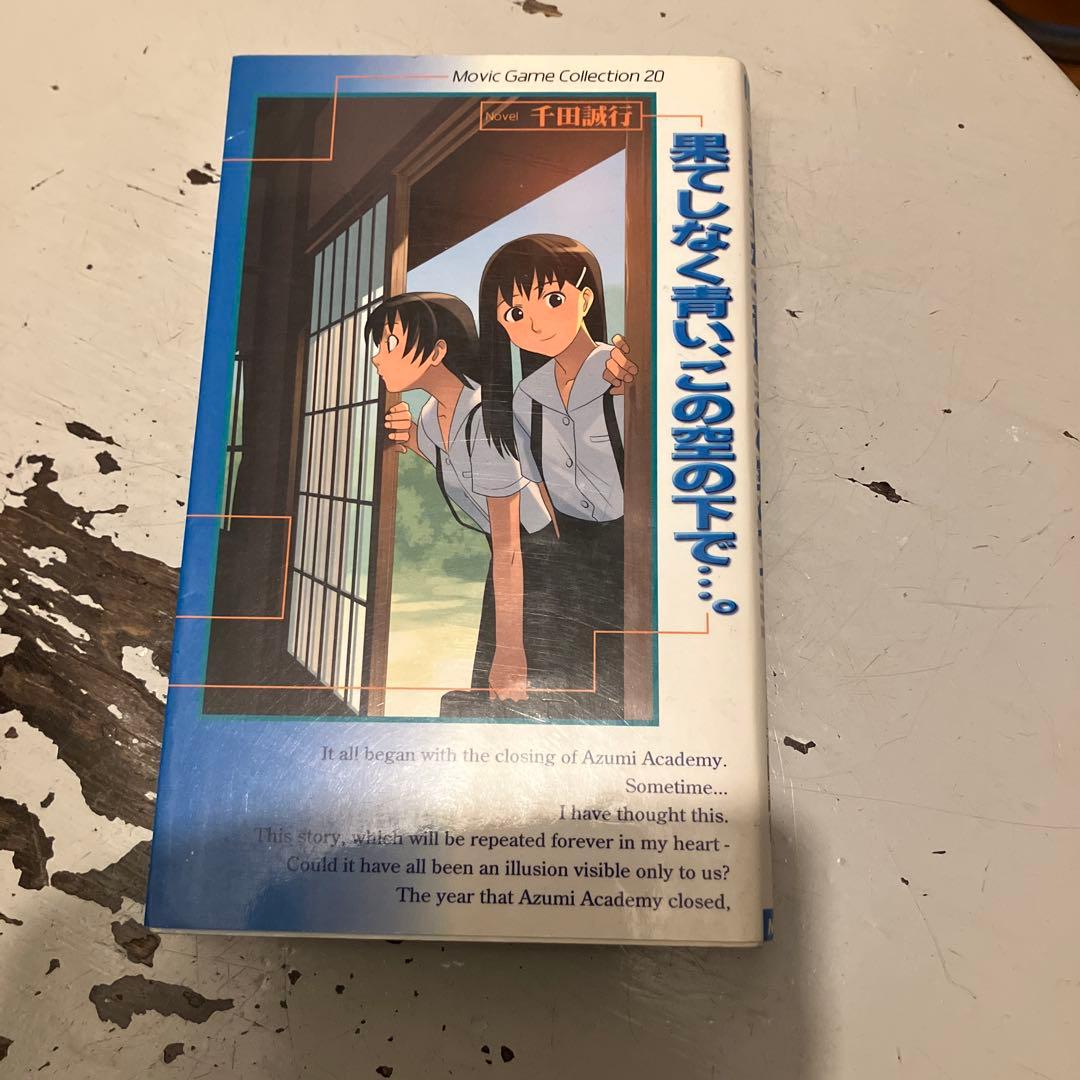 Movic Game Collection 20
Novel 千田誠行
果てしなく青い、この空の下で…。
It all began with the closing of Azumi Academy.
Sometime...
I have thought this.
This story, which will be repeated forever in my heart -
Could it have all been an illusion visible only to us?
The year that Azumi Academy closed,